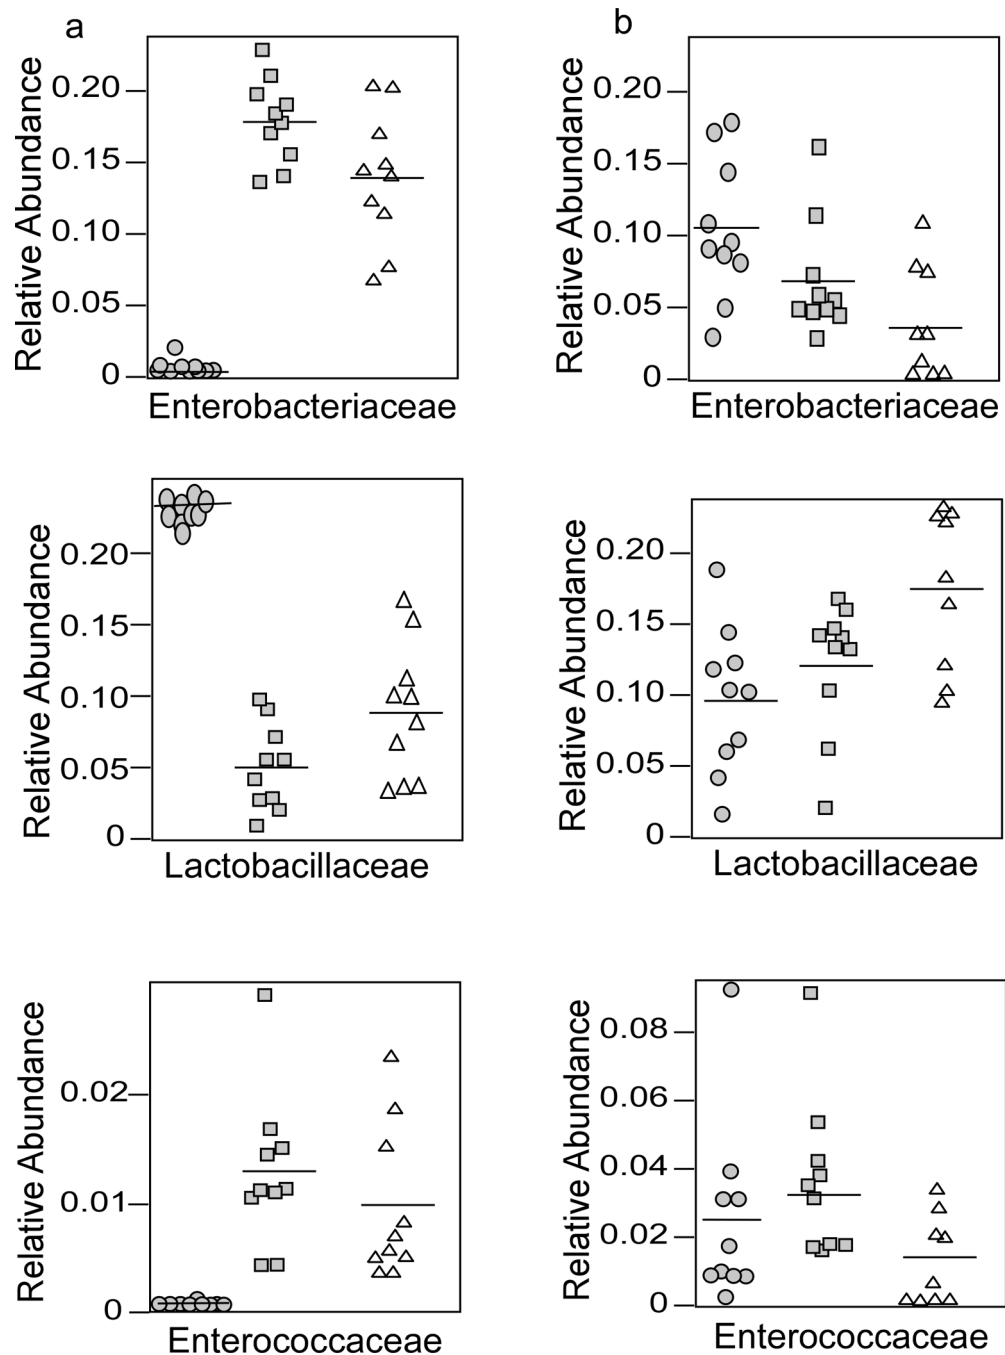 a
Relative Abundance
0.20
0.15
0.10
0.05
0
Enterobacteriaceae
b
Relative Abundance
0.20
0.15
0.10
0.05
0
Enterobacteriaceae
Relative Abundance
0.20
0.15
0.10
0.05
0
Lactobacillaceae
Relative Abundance
0.20
0.15
0.10
0.05
0
Lactobacillaceae
Relative Abundance
0.02
0.01
0
Enterococcaceae
Relative Abundance
0.08
0.06
0.04
0.02
0
Enterococcaceae